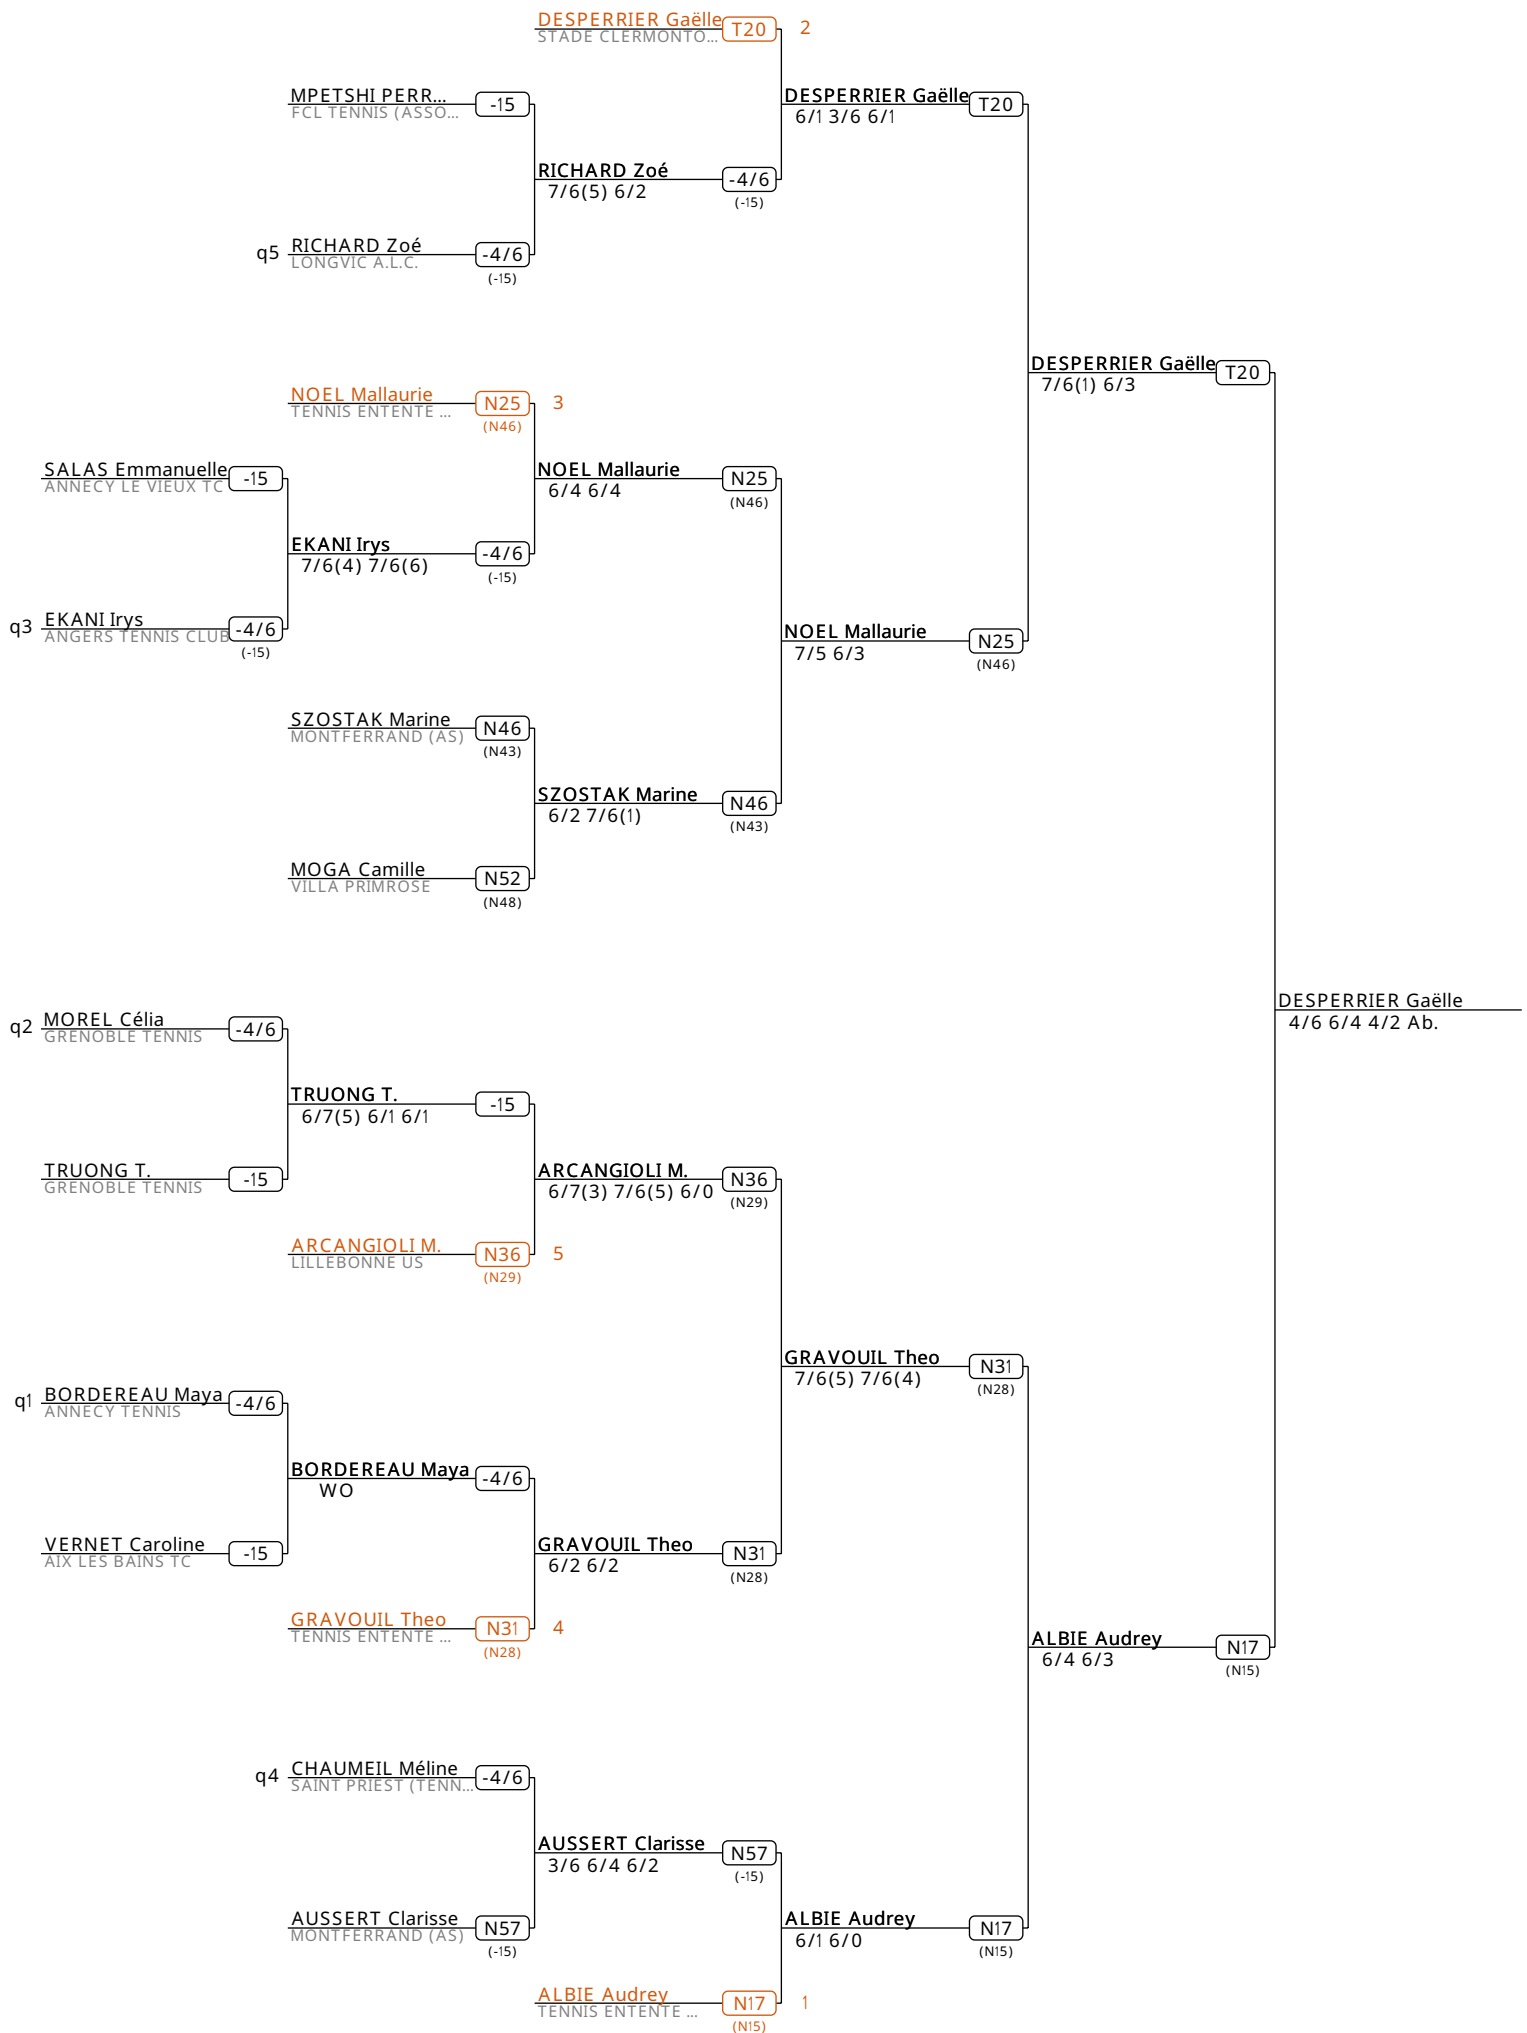 DESPERRIER Gaëlle
STADE CLERMONTO...
T20
2
MPETSHI PERR...
FCL TENNIS (ASSO...
-15
DESPERRIER Gaëlle
6/1 3/6 6/1
T20
RICHARD Zoé
7/6(5) 6/2
-4/6
(-15)
q5
RICHARD Zoé
LONGVIC A.L.C.
-4/6
(-15)
DESPERRIER Gaëlle
7/6(1) 6/3
T20
NOEL Mallaurie
TENNIS ENTENTE ...
N25
(N46)
3
SALAS Emmanuelle
ANNECY LE VIEUX TC
-15
NOEL Mallaurie
6/4 6/4
N25
(N46)
EKANI Irys
7/6(4) 7/6(6)
-4/6
(-15)
q3
EKANI Irys
ANGERS TENNIS CLUB
-4/6
(-15)
NOEL Mallaurie
7/5 6/3
N25
(N46)
SZOSTAK Marine
MONTFERRAND (AS)
N46
(N43)
SZOSTAK Marine
6/2 7/6(1)
N46
(N43)
MOGA Camille
VILLA PRIMROSE
N52
(N48)
DESPERRIER Gaëlle
4/6 6/4 4/2 Ab.
q2
MOREL Célia
GRENOBLE TENNIS
-4/6
TRUONG T.
6/7(5) 6/1 6/1
-15
TRUONG T.
GRENOBLE TENNIS
-15
ARCANGIOLI M.
6/7(3) 7/6(5) 6/0
N36
(N29)
ARCANGIOLI M.
LILLEBONNE US
N36
(N29)
5
GRAVOUIL Theo
7/6(5) 7/6(4)
N31
(N28)
q1
BORDEREAU Maya
ANNECY TENNIS
-4/6
BORDEREAU Maya
WO
-4/6
VERNET Caroline
AIX LES BAINS TC
-15
GRAVOUIL Theo
6/2 6/2
N31
(N28)
GRAVOUIL Theo
TENNIS ENTENTE ...
N31
(N28)
4
ALBIE Audrey
6/4 6/3
N17
(N15)
q4
CHAUMEIL Méline
SAINT PRIEST (TENN...
-4/6
AUSSERT Clarisse
3/6 6/4 6/2
N57
(-15)
AUSSERT Clarisse
MONTFERRAND (AS)
N57
(-15)
ALBIE Audrey
6/1 6/0
N17
(N15)
ALBIE Audrey
TENNIS ENTENTE ...
N17
(N15)
1